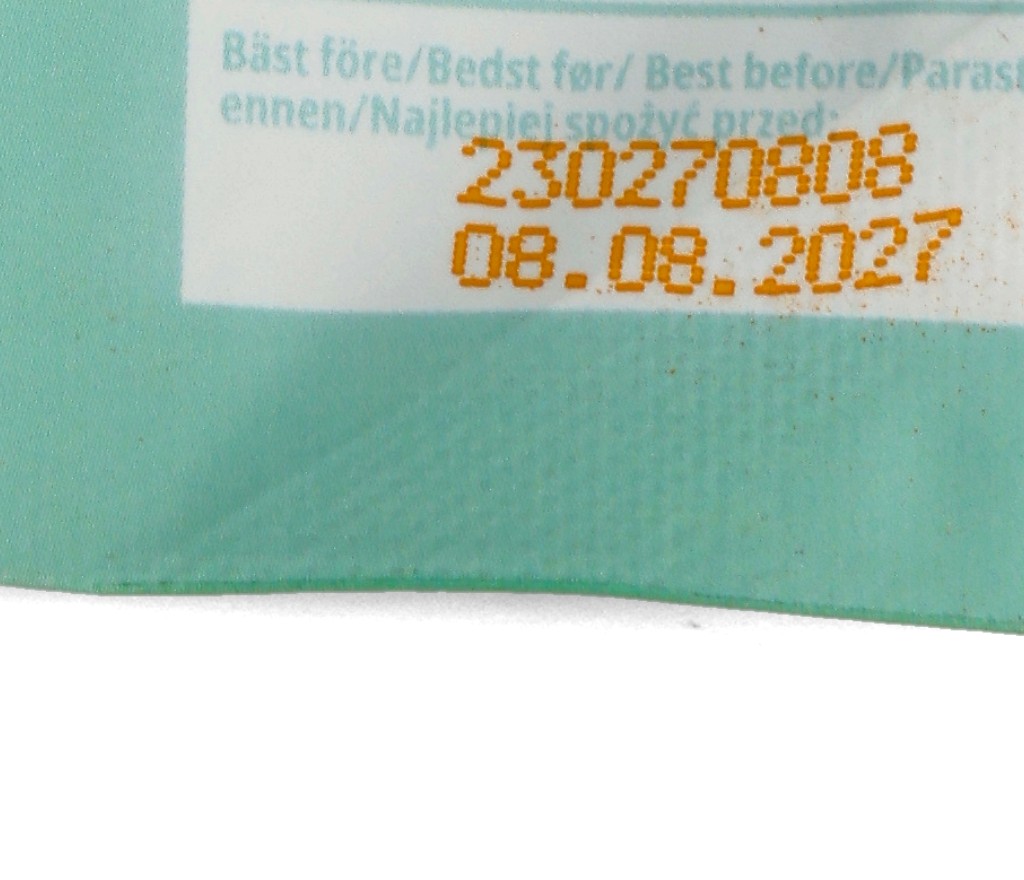 Bäst före/Bedst før/ Best before/Parast
ennen/Najlepiej spożyć przed:
230270808
08.08.2027